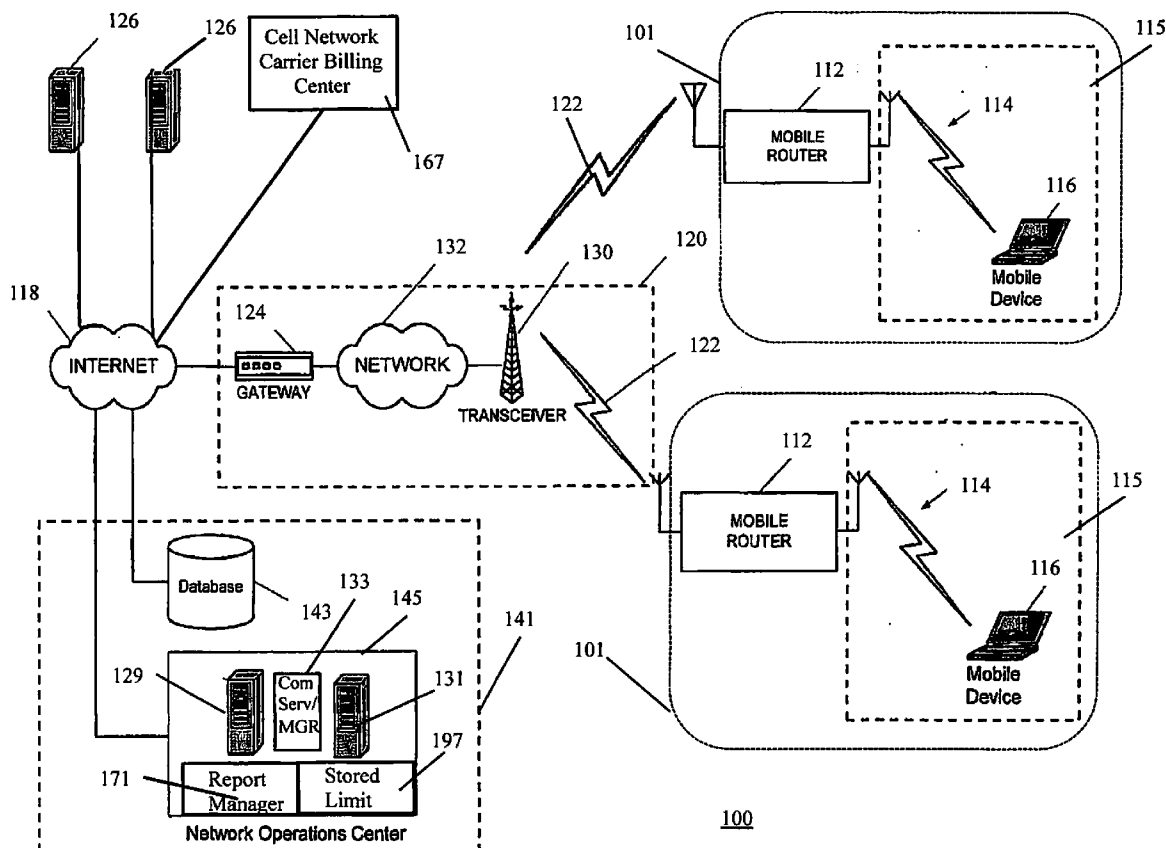 126
126
Cell Network
Carrier Billing
Center
167
101
112
115
122
MOBILE
ROUTER
114
116
Mobile
Device
118
124
132
130
120
INTERNET
GATEWAY
NETWORK
TRANSCEIVER
122
112
114
115
MOBILE
ROUTER
116
Mobile
Device
101
Database
143
133
145
141
129
Com
Serv/
MGR
131
197
171
Report
Manager
Stored
Limit
Network Operations Center
100